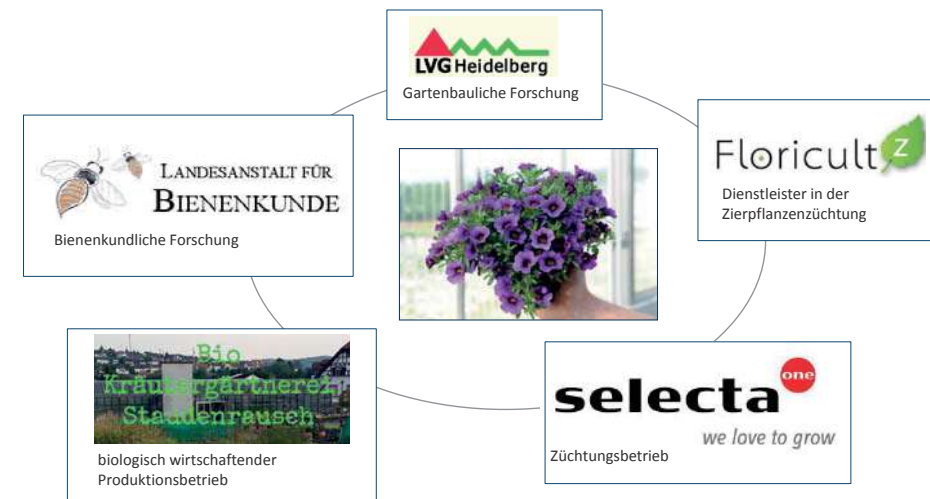 LVG Heidelberg
Gartenbauliche Forschung
LANDESANSTALT FÜR
BIENENKUNDE
Bienenkundliche Forschung
Floricult Z
Dienstleister in der
Zierpflanzenzüchtung
Bio
Kräutergärtnerei
Staudenrausch
biologisch wirtschaftender
Produktionsbetrieb
selecta one
we love to grow
Züchtungsbetrieb